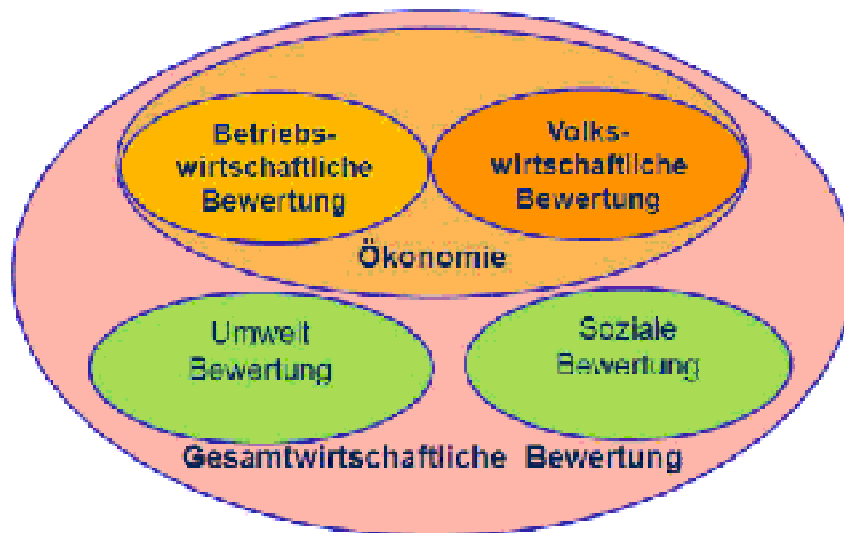 Betriebs-
wirtschaftliche
Bewertung
Volks-
wirtschaftliche
Bewertung
Ökonomie
Umwelt
Bewertung
Soziale
Bewertung
Gesamtwirtschaftliche Bewertung